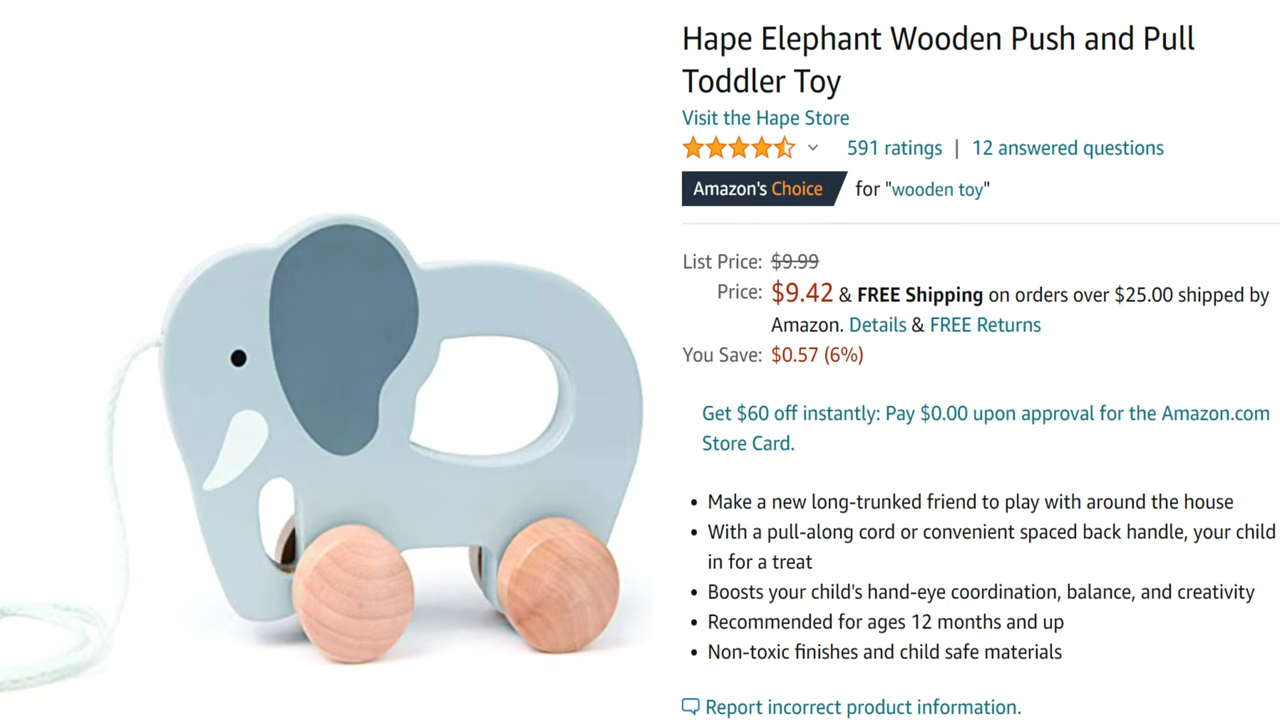 Hape Elephant Wooden Push and Pull
Toddler Toy
Visit the Hape Store
591 ratings | 12 answered questions
Amazon's Choice for "wooden toy"
List Price: $9.99
Price: $9.42 & FREE Shipping on orders over $25.00 shipped by
Amazon. Details & FREE Returns
You Save: $0.57 (6%)
Get $60 off instantly: Pay $0.00 upon approval for the Amazon.com
Store Card.
• Make a new long-trunked friend to play with around the house
• With a pull-along cord or convenient spaced back handle, your child
in for a treat
• Boosts your child's hand-eye coordination, balance, and creativity
• Recommended for ages 12 months and up
• Non-toxic finishes and child safe materials
Report incorrect product information.